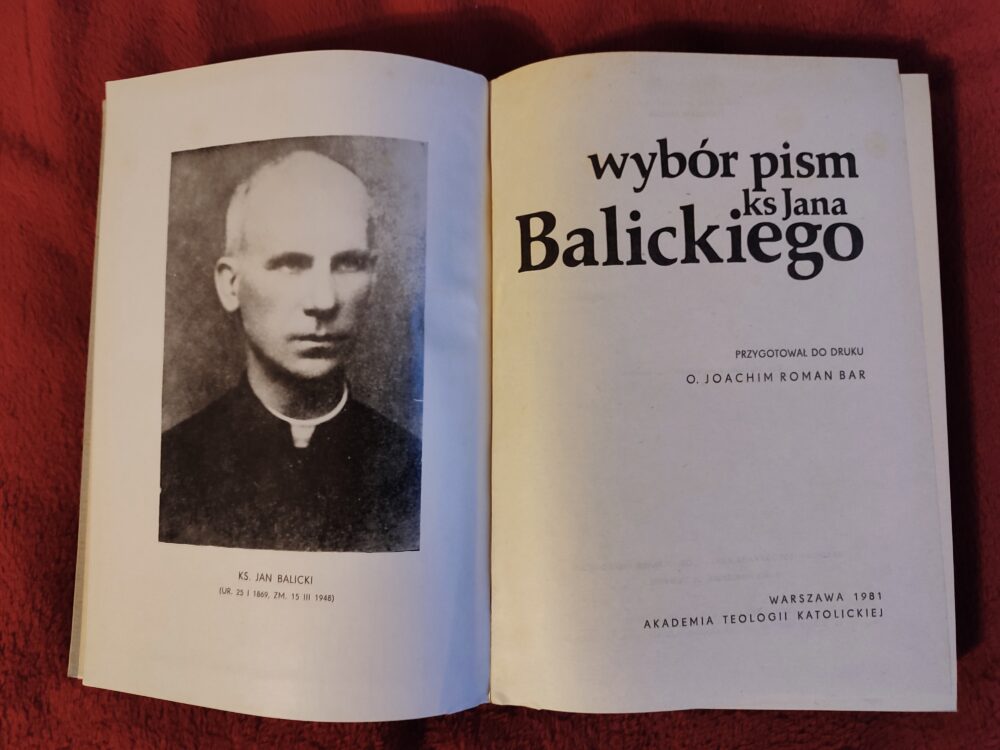 KS. JAN BALICKI
(UR. 25 I 1869, ZM. 15 III 1948)
wybór pism
ks Jana
Balickiego
PRZYGOTOWAŁ DO DRUKU
O. JOACHIM ROMAN BAR
WARSZAWA 1981
AKADEMIA TEOLOGII KATOLICKIEJ